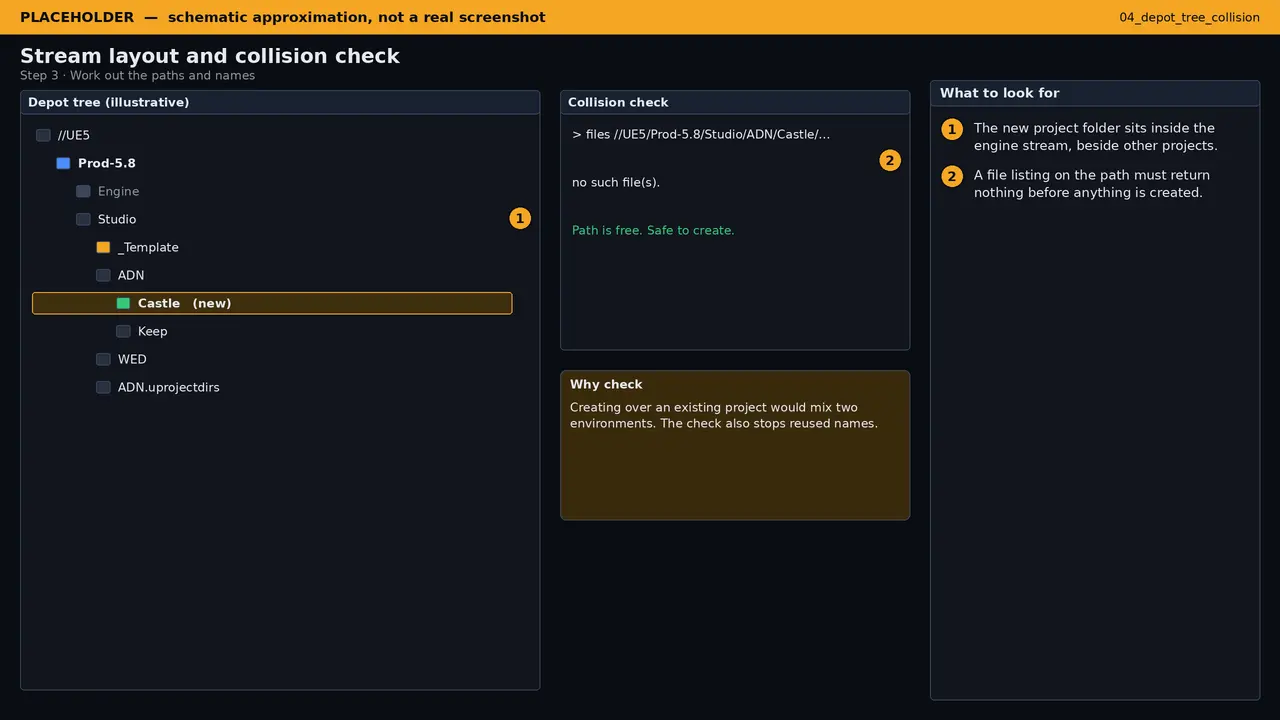 PLACEHOLDER — schematic approximation, not a real screenshot
04_depot_tree_collision
Stream layout and collision check
Step 3 · Work out the paths and names
Depot tree (illustrative)
//UE5
Prod-5.8
Engine
Studio
1
_Template
ADN
Castle (new)
Keep
WED
ADN.uprojectdirs
Collision check
> files //UE5/Prod-5.8/Studio/ADN/Castle/...
2
no such file(s).
Path is free. Safe to create.
Why check
Creating over an existing project would mix two
environments. The check also stops reused names.
What to look for
1 The new project folder sits inside the
engine stream, beside other projects.
2 A file listing on the path must return
nothing before anything is created.